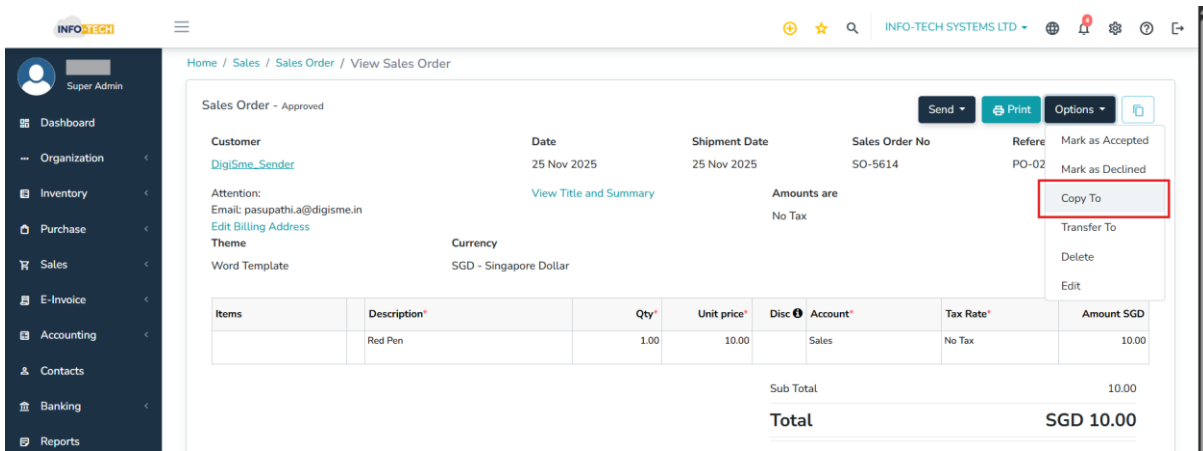 INFO-TECH
INFO-TECH SYSTEMS LTD
4
Super Admin
Home / Sales / Sales Order / View Sales Order
Dashboard
Organization
Inventory
Purchase
Sales
E-Invoice
Accounting
Contacts
Banking
Reports
Sales Order - Approved
Send
Print
Options
Mark as Accepted
Mark as Declined
Copy To
Transfer To
Delete
Edit
Customer Date Shipment Date Sales Order No
DigiSme_Sender 25 Nov 2025 25 Nov 2025 SO-5614 PO-02
Attention: View Title and Summary Amounts are
Email: pasupathi.a@digisme.in No Tax
Edit Billing Address
Theme Currency
Word Template SGD - Singapore Dollar
Items Description* Qty* Unit price* Disc Account* Tax Rate* Amount SGD
Red Pen 1.00 10.00 Sales No Tax 10.00
Sub Total 10.00
Total SGD 10.00